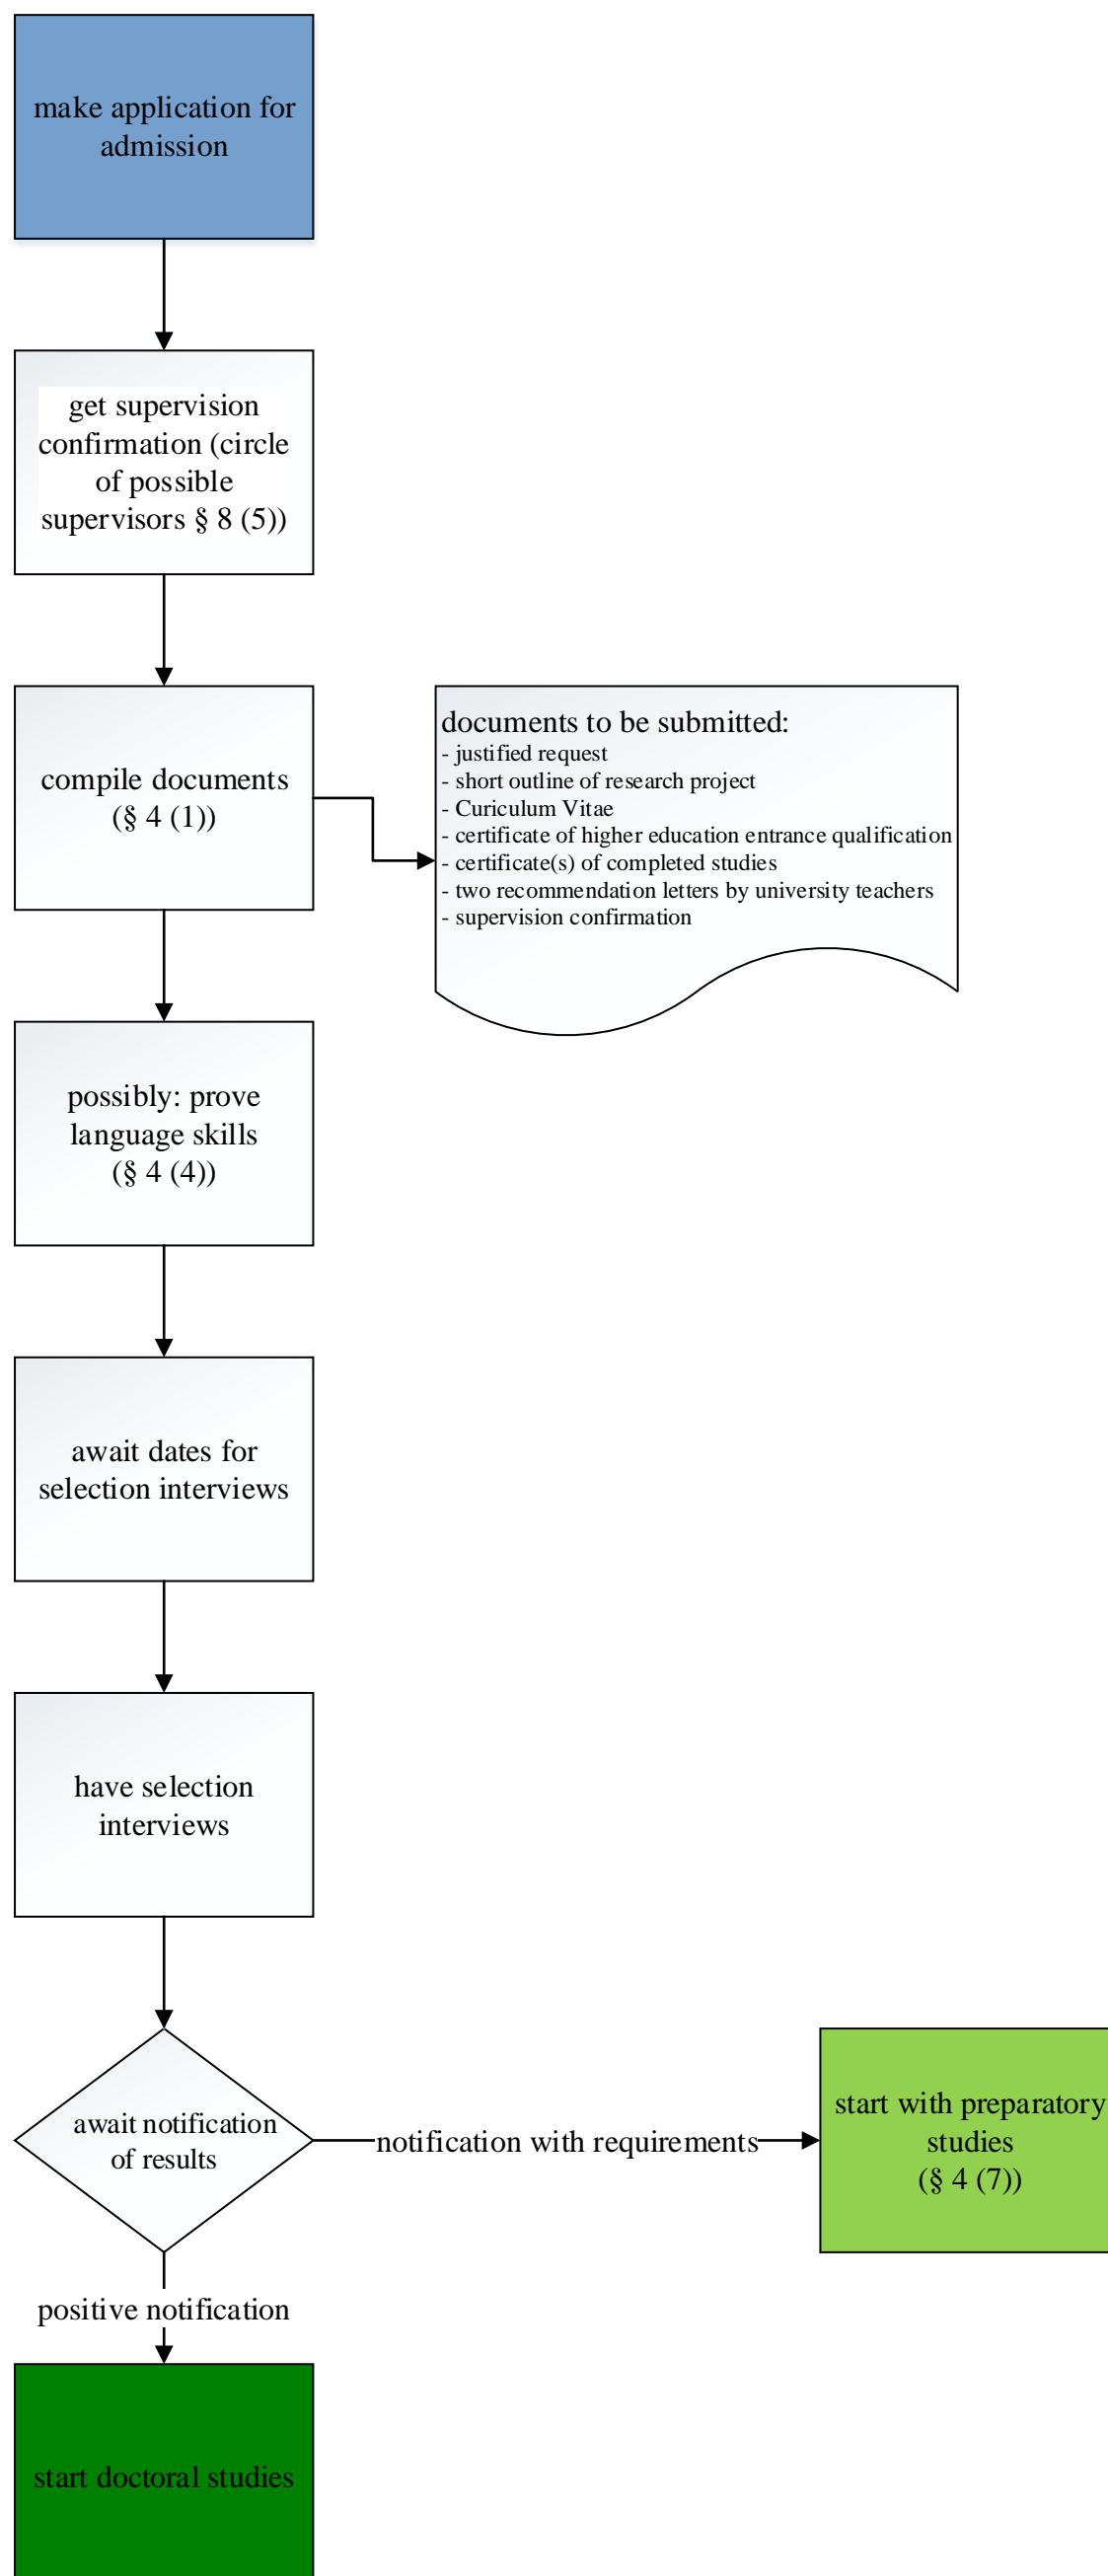 make application for
admission
get supervision
confirmation (circle
of possible
supervisors § 8 (5))
compile documents
(§ 4 (1))
documents to be submitted:
- justified request
- short outline of research project
- Curiculum Vitae
- certificate of higher education entrance qualification
- certificate(s) of completed studies
- two recommendation letters by university teachers
- supervision confirmation
possibly: prove
language skills
(§ 4 (4))
await dates for
selection interviews
have selection
interviews
await notification
of results
notification with requirements
start with preparatory
studies
(§ 4 (7))
positive notification
start doctoral studies